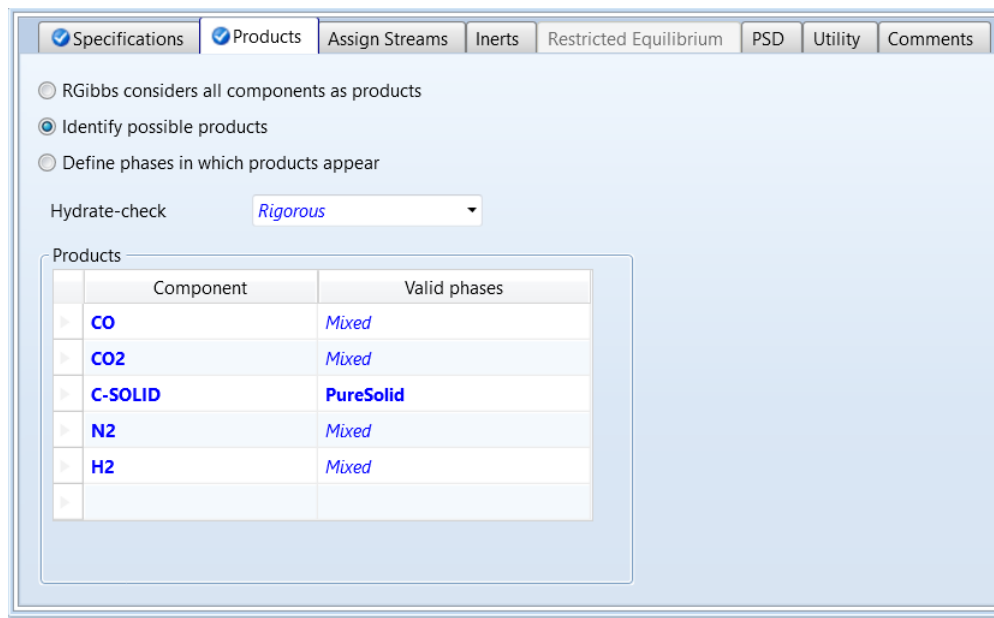 Specifications Products Assign Streams Inerts Restricted Equilibrium PSD Utility Comments
RGibbs considers all components as products
Identify possible products
Define phases in which products appear
Hydrate-check Rigorous
Products
Component Valid phases
CO Mixed
CO2 Mixed
C-SOLID PureSolid
N2 Mixed
H2 Mixed